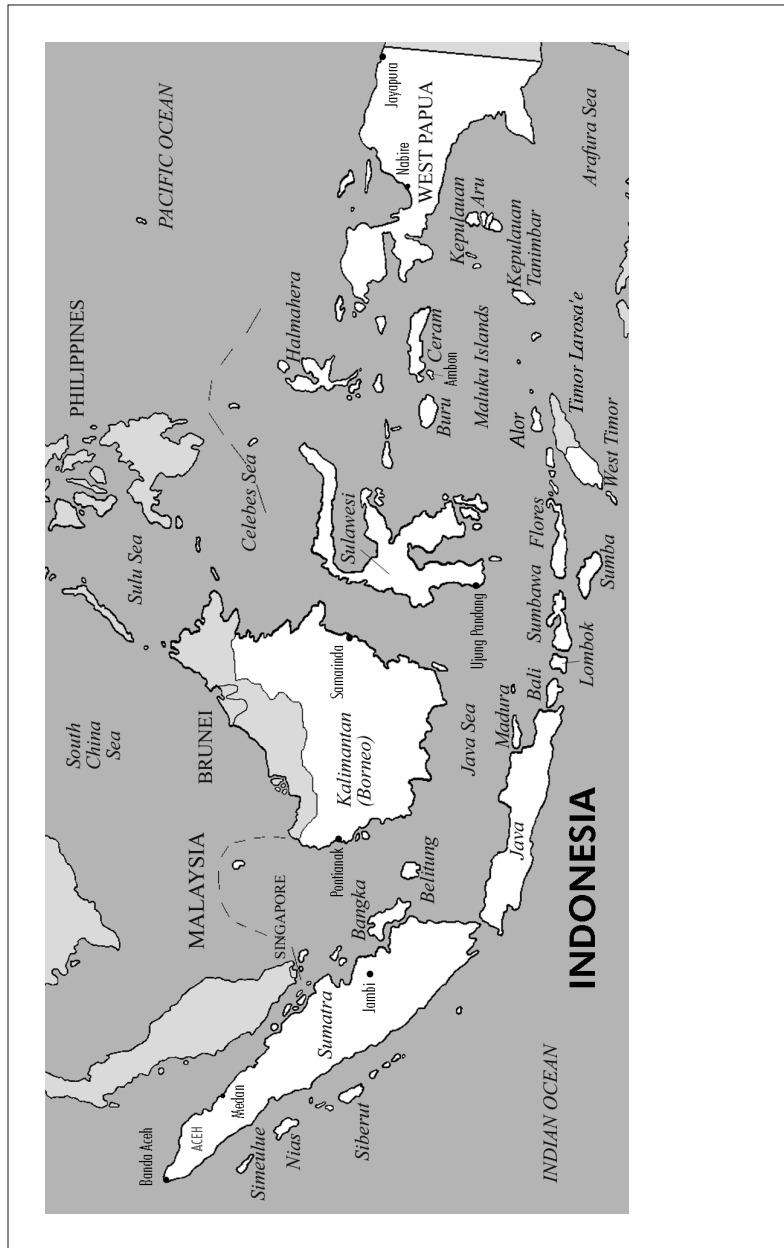 PACIFIC OCEAN
PHILIPPINES
South
China
Sea
Sulu Sea
Celebes Sea
BRUNEI
MALAYSIA
SINGAPORE
Banda Aceh
ACEH
Medan
Simeulue
Nias
Siberut
Sumatra
Jambi
Bangka
Belitung
Pontianak
Kalimantan
(Borneo)
Samarinda
Sulawesi
Ujung Pandang
Halmahera
Buru
Ceram
Ambon
Maluku Islands
Jayapura
Nabire
WEST PAPUA
Kepulauan
Aru
Kepulauan
Tanimbar
Arafura Sea
Java Sea
Java
Madura
Bali
Lombok
Sumbawa
Flores
Sumba
Alor
West Timor
Timor Larosa'e
INDIAN OCEAN
INDONESIA